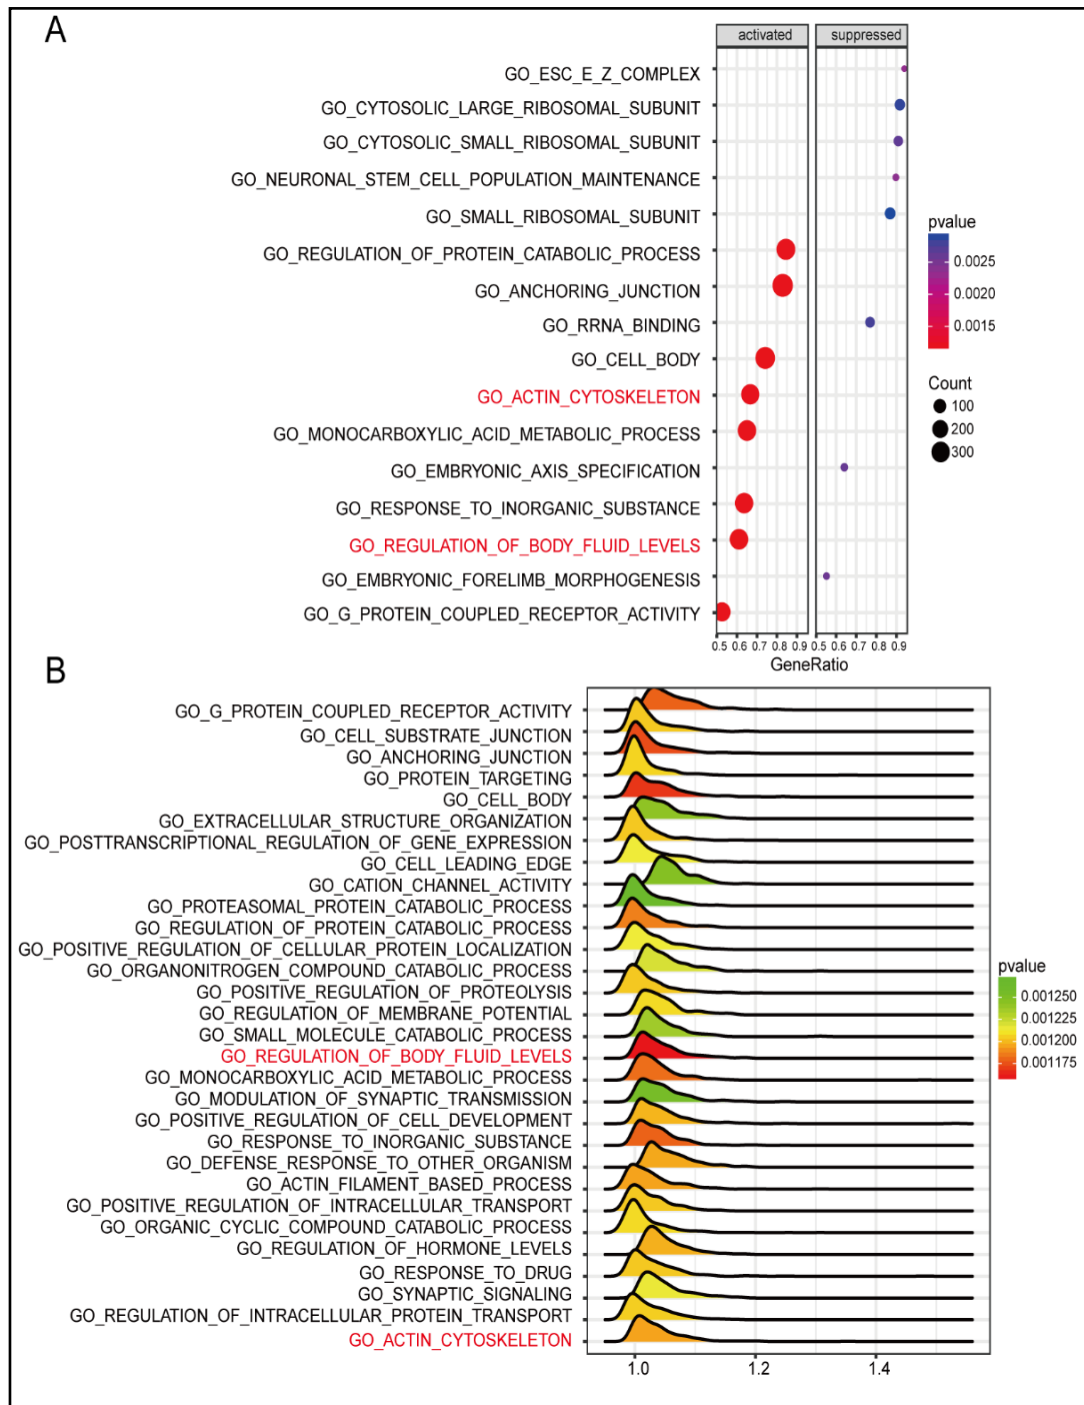 A
activated suppressed
GO_ESC_E_Z_COMPLEX
GO_CYTOSOLIC_LARGE_RIBOSOMAL_SUBUNIT
GO_CYTOSOLIC_SMALL_RIBOSOMAL_SUBUNIT
GO_NEURONAL_STEM_CELL_POPULATION_MAINTENANCE
GO_SMALL_RIBOSOMAL_SUBUNIT
GO_REGULATION_OF_PROTEIN_CATABOLIC_PROCESS
GO_ANCHORING_JUNCTION
GO_RRNA_BINDING
GO_CELL_BODY
GO_ACTIN_CYTOSKELETON
GO_MONOCARBOXYLIC_ACID_METABOLIC_PROCESS
GO_EMBRYONIC_AXIS_SPECIFICATION
GO_RESPONSE_TO_INORGANIC_SUBSTANCE
GO_REGULATION_OF_BODY_FLUID_LEVELS
GO_EMBRYONIC_FORELIMB_MORPHOGENESIS
GO_G_PROTEIN_COUPLED_RECEPTOR_ACTIVITY
0.5 0.6 0.7 0.8 0.9 0.5 0.6 0.7 0.8 0.9
GeneRatio
pvalue
0.0025
0.0020
0.0015
Count
100
200
300
B
GO_G_PROTEIN_COUPLED_RECEPTOR_ACTIVITY
GO_CELL_SUBSTRATE_JUNCTION
GO_ANCHORING_JUNCTION
GO_PROTEIN_TARGETING
GO_CELL_BODY
GO_EXTRACELLULAR_STRUCTURE_ORGANIZATION
GO_POSTTRANSCRIPTIONAL_REGULATION_OF_GENE_EXPRESSION
GO_CELL_LEADING_EDGE
GO_CATION_CHANNEL_ACTIVITY
GO_PROTEASOMAL_PROTEIN_CATABOLIC_PROCESS
GO_REGULATION_OF_PROTEIN_CATABOLIC_PROCESS
GO_POSITIVE_REGULATION_OF_CELLULAR_PROTEIN_LOCALIZATION
GO_ORGANONITROGEN_COMPOUND_CATABOLIC_PROCESS
GO_POSITIVE_REGULATION_OF_PROTEOLYSIS
GO_REGULATION_OF_MEMBRANE_POTENTIAL
GO_SMALL_MOLECULE_CATABOLIC_PROCESS
GO_REGULATION_OF_BODY_FLUID_LEVELS
GO_MONOCARBOXYLIC_ACID_METABOLIC_PROCESS
GO_MODULATION_OF_SYNAPTIC_TRANSMISSION
GO_POSITIVE_REGULATION_OF_CELL_DEVELOPMENT
GO_RESPONSE_TO_INORGANIC_SUBSTANCE
GO_DEFENSE_RESPONSE_TO_OTHER_ORGANISM
GO_ACTIN_FILAMENT_BASED_PROCESS
GO_POSITIVE_REGULATION_OF_INTRACELLULAR_TRANSPORT
GO_ORGANIC_CYCLIC_COMPOUND_CATABOLIC_PROCESS
GO_REGULATION_OF_HORMONE_LEVELS
GO_RESPONSE_TO_DRUG
GO_SYNAPTIC_SIGNALING
GO_REGULATION_OF_INTRACELLULAR_PROTEIN_TRANSPORT
GO_ACTIN_CYTOSKELETON
1.0 1.2 1.4
pvalue
0.001250
0.001225
0.001200
0.001175